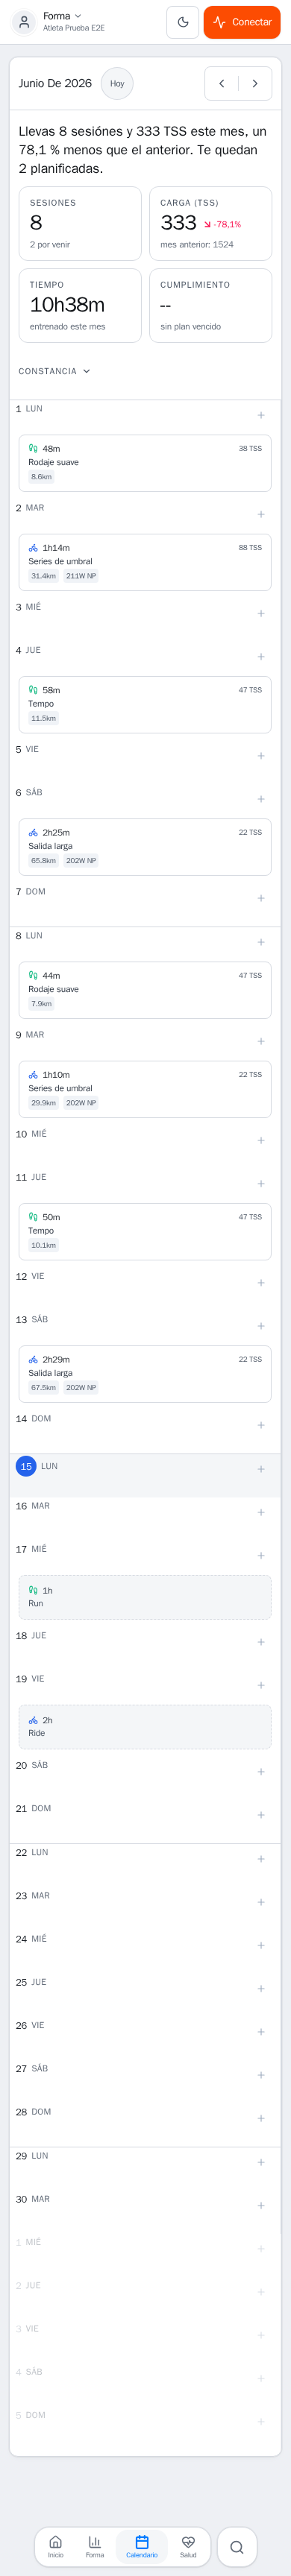 Forma
Atleta Prueba E2E
Conectar
Junio De 2026
Hoy
Llevas 8 sesiónes y 333 TSS este mes, un
78,1 % menos que el anterior. Te quedan
2 planificadas.
SESIONES
8
2 por venir
CARGA (TSS)
333 -78,1%
mes anterior: 1524
TIEMPO
10h38m
entrenado este mes
CUMPLIMIENTO
--
sin plan vencido
CONSTANCIA
1 LUN
+
48m 38 TSS
Rodaje suave
8.6km
2 MAR
+
1h14m 88 TSS
Series de umbral
31.4km 211W NP
3 MIÉ
+
4 JUE
+
58m 47 TSS
Tempo
11.5km
5 VIE
+
6 SÁB
+
2h25m 22 TSS
Salida larga
65.8km 202W NP
7 DOM
+
8 LUN
+
44m 47 TSS
Rodaje suave
7.9km
9 MAR
+
1h10m 22 TSS
Series de umbral
29.9km 202W NP
10 MIÉ
+
11 JUE
+
50m 47 TSS
Tempo
10.1km
12 VIE
+
13 SÁB
+
2h29m 22 TSS
Salida larga
67.5km 202W NP
14 DOM
+
15 LUN
+
16 MAR
+
17 MIÉ
+
1h
Run
18 JUE
+
19 VIE
+
2h
Ride
20 SÁB
+
21 DOM
+
22 LUN
+
23 MAR
+
24 MIÉ
+
25 JUE
+
26 VIE
+
27 SÁB
+
28 DOM
+
29 LUN
+
30 MAR
+
1 MIÉ
+
2 JUE
+
3 VIE
+
4 SÁB
+
5 DOM
+
Inicio
Forma
Calendario
Salud